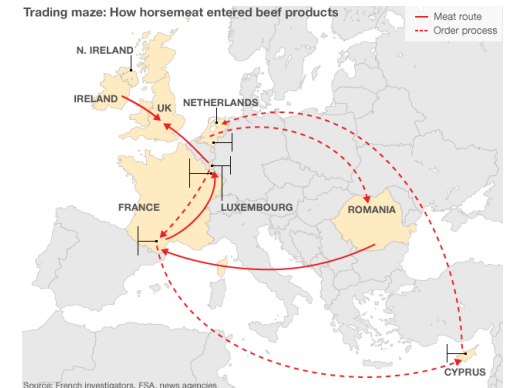 Trading maze: How horsemeat entered beef products
Meat route
Order process
N. IRELAND
IRELAND
UK
NETHERLANDS
FRANCE
LUXEMBOURG
ROMANIA
CYPRUS
Source: French investigators, FSA, news agencies